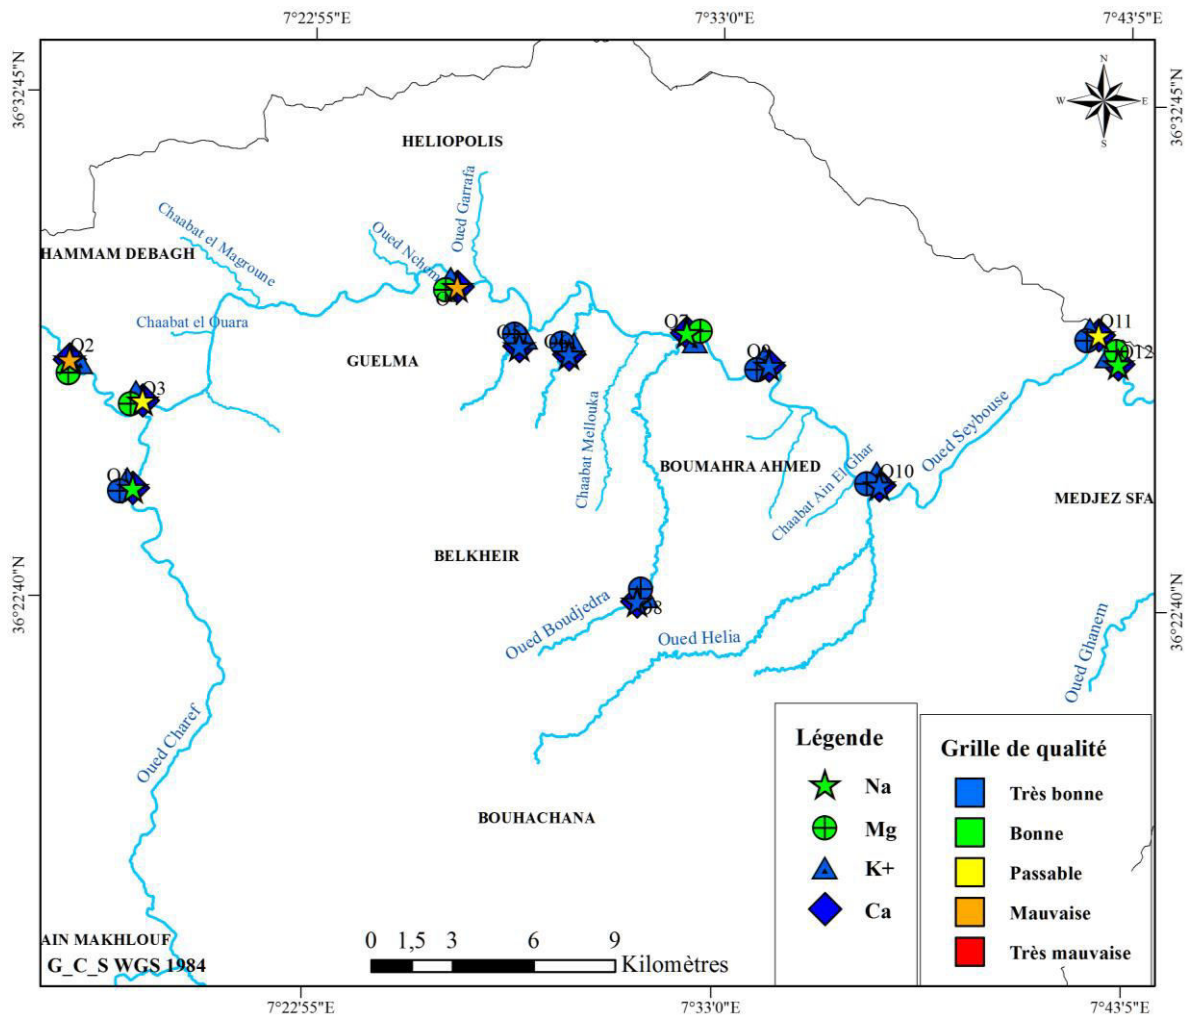 7°22'55"E
7°33'0"E
7°43'5"E
36°32'45"N
36°32'45"N
N
W
E
S
HELIOPOLIS
Oued Garrafa
Chaabat el Magroune
HAMMAM DEBAGH
Chaabat el Ouara
Q2
GUELMA
Q7
Q9
Q11
Q12
Q3
Chaabat Mellouka
BOUMAHRA AHMED
Oued Seybouse
Chaabat Ain El Ghar
Q10
MEDJEZ SFA
BELKHEIR
36°22'40"N
36°22'40"N
Oued Boudjedra
Oued Helia
Oued Ghanem
Oued Charef
BOUHACHANA
Légende
Na
Mg
K+
Ca
Grille de qualité
Très bonne
Bonne
Passable
Mauvaise
Très mauvaise
AIN MAKHLOUF
G_C_S WGS 1984
0 1,5 3 6 9
Kilomètres
7°22'55"E
7°33'0"E
7°43'5"E